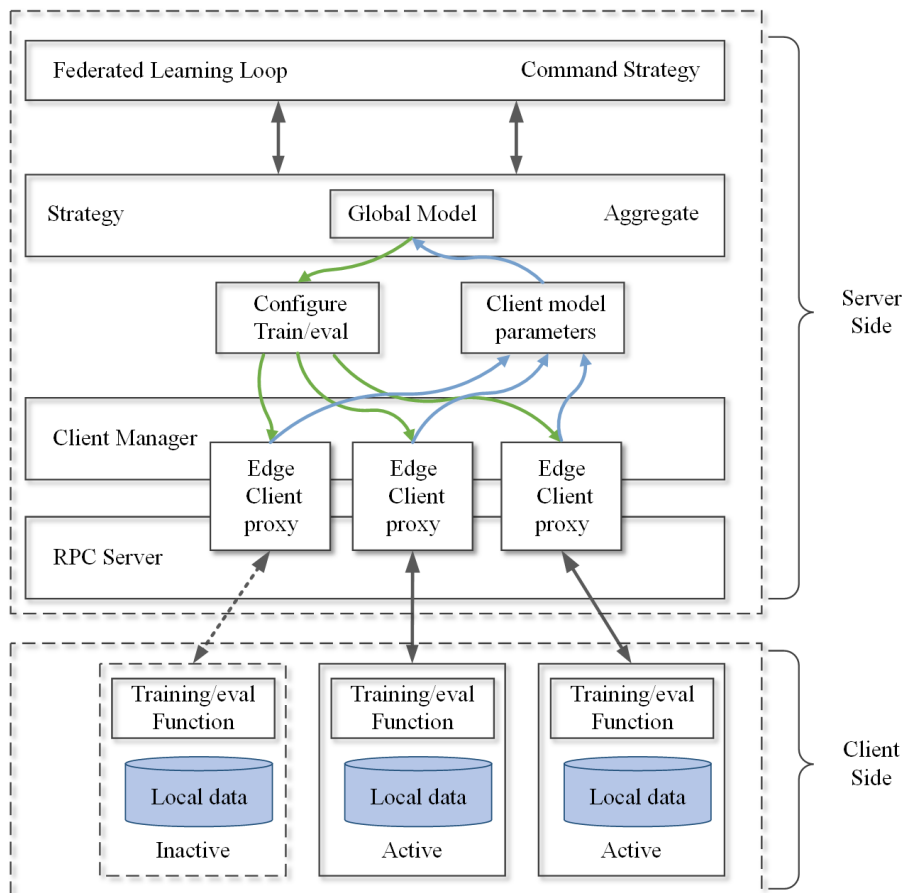 Federated Learning Loop
Command Strategy
Strategy
Global Model
Aggregate
Configure
Train/eval
Client model
parameters
Server
Side
Client Manager
Edge
Client
proxy
Edge
Client
proxy
Edge
Client
proxy
RPC Server
Training/eval
Function
Local data
Inactive
Training/eval
Function
Local data
Active
Training/eval
Function
Local data
Active
Client
Side